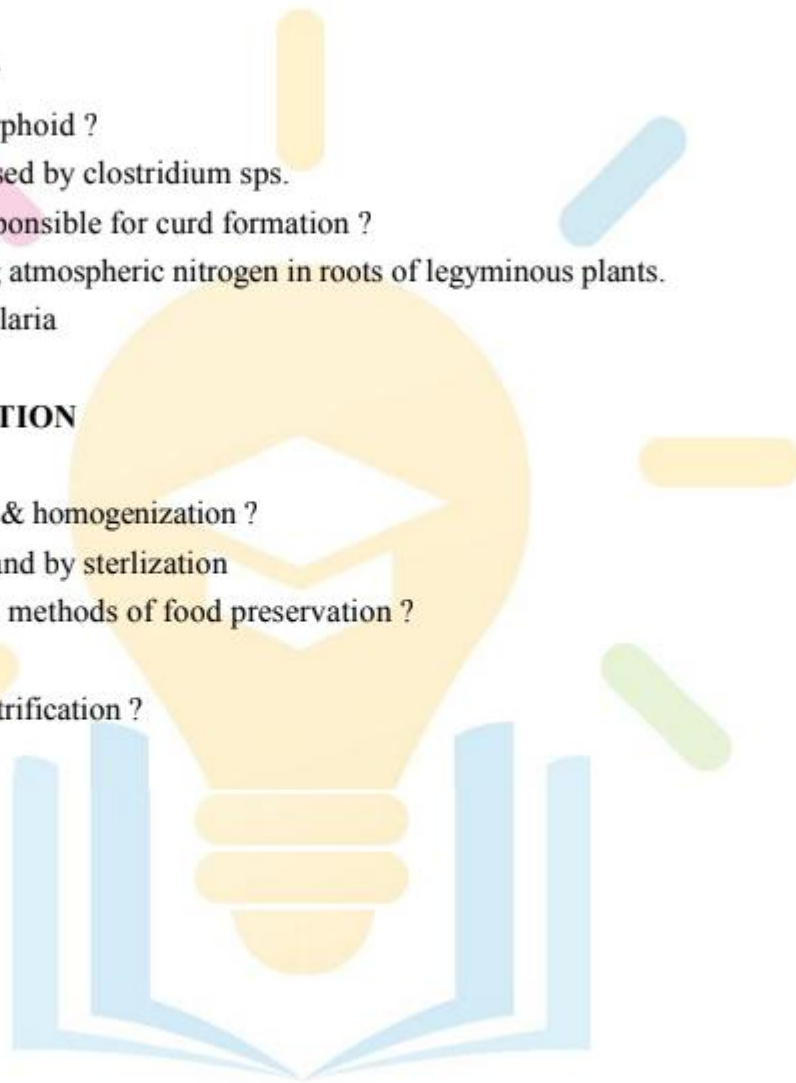 phoid ?
sed by clostridium sps.
ponsible for curd formation ?
atmospheric nitrogen in roots of legyminous plants.
laria
TION
& homogenization ?
and by sterlization
methods of food preservation ?
trification ?